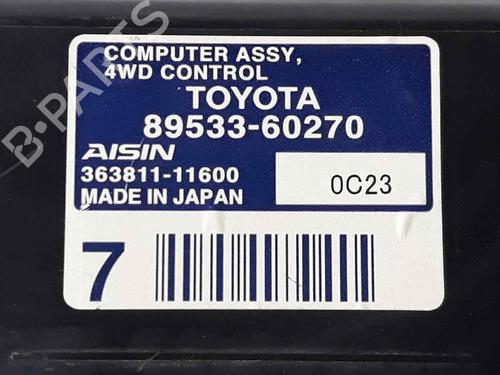 COMPUTER ASSY,
4WD CONTROL
TOYOTA
89533-60270
AISIN
363811-11600
0C23
MADE IN JAPAN
7
B-PARTS